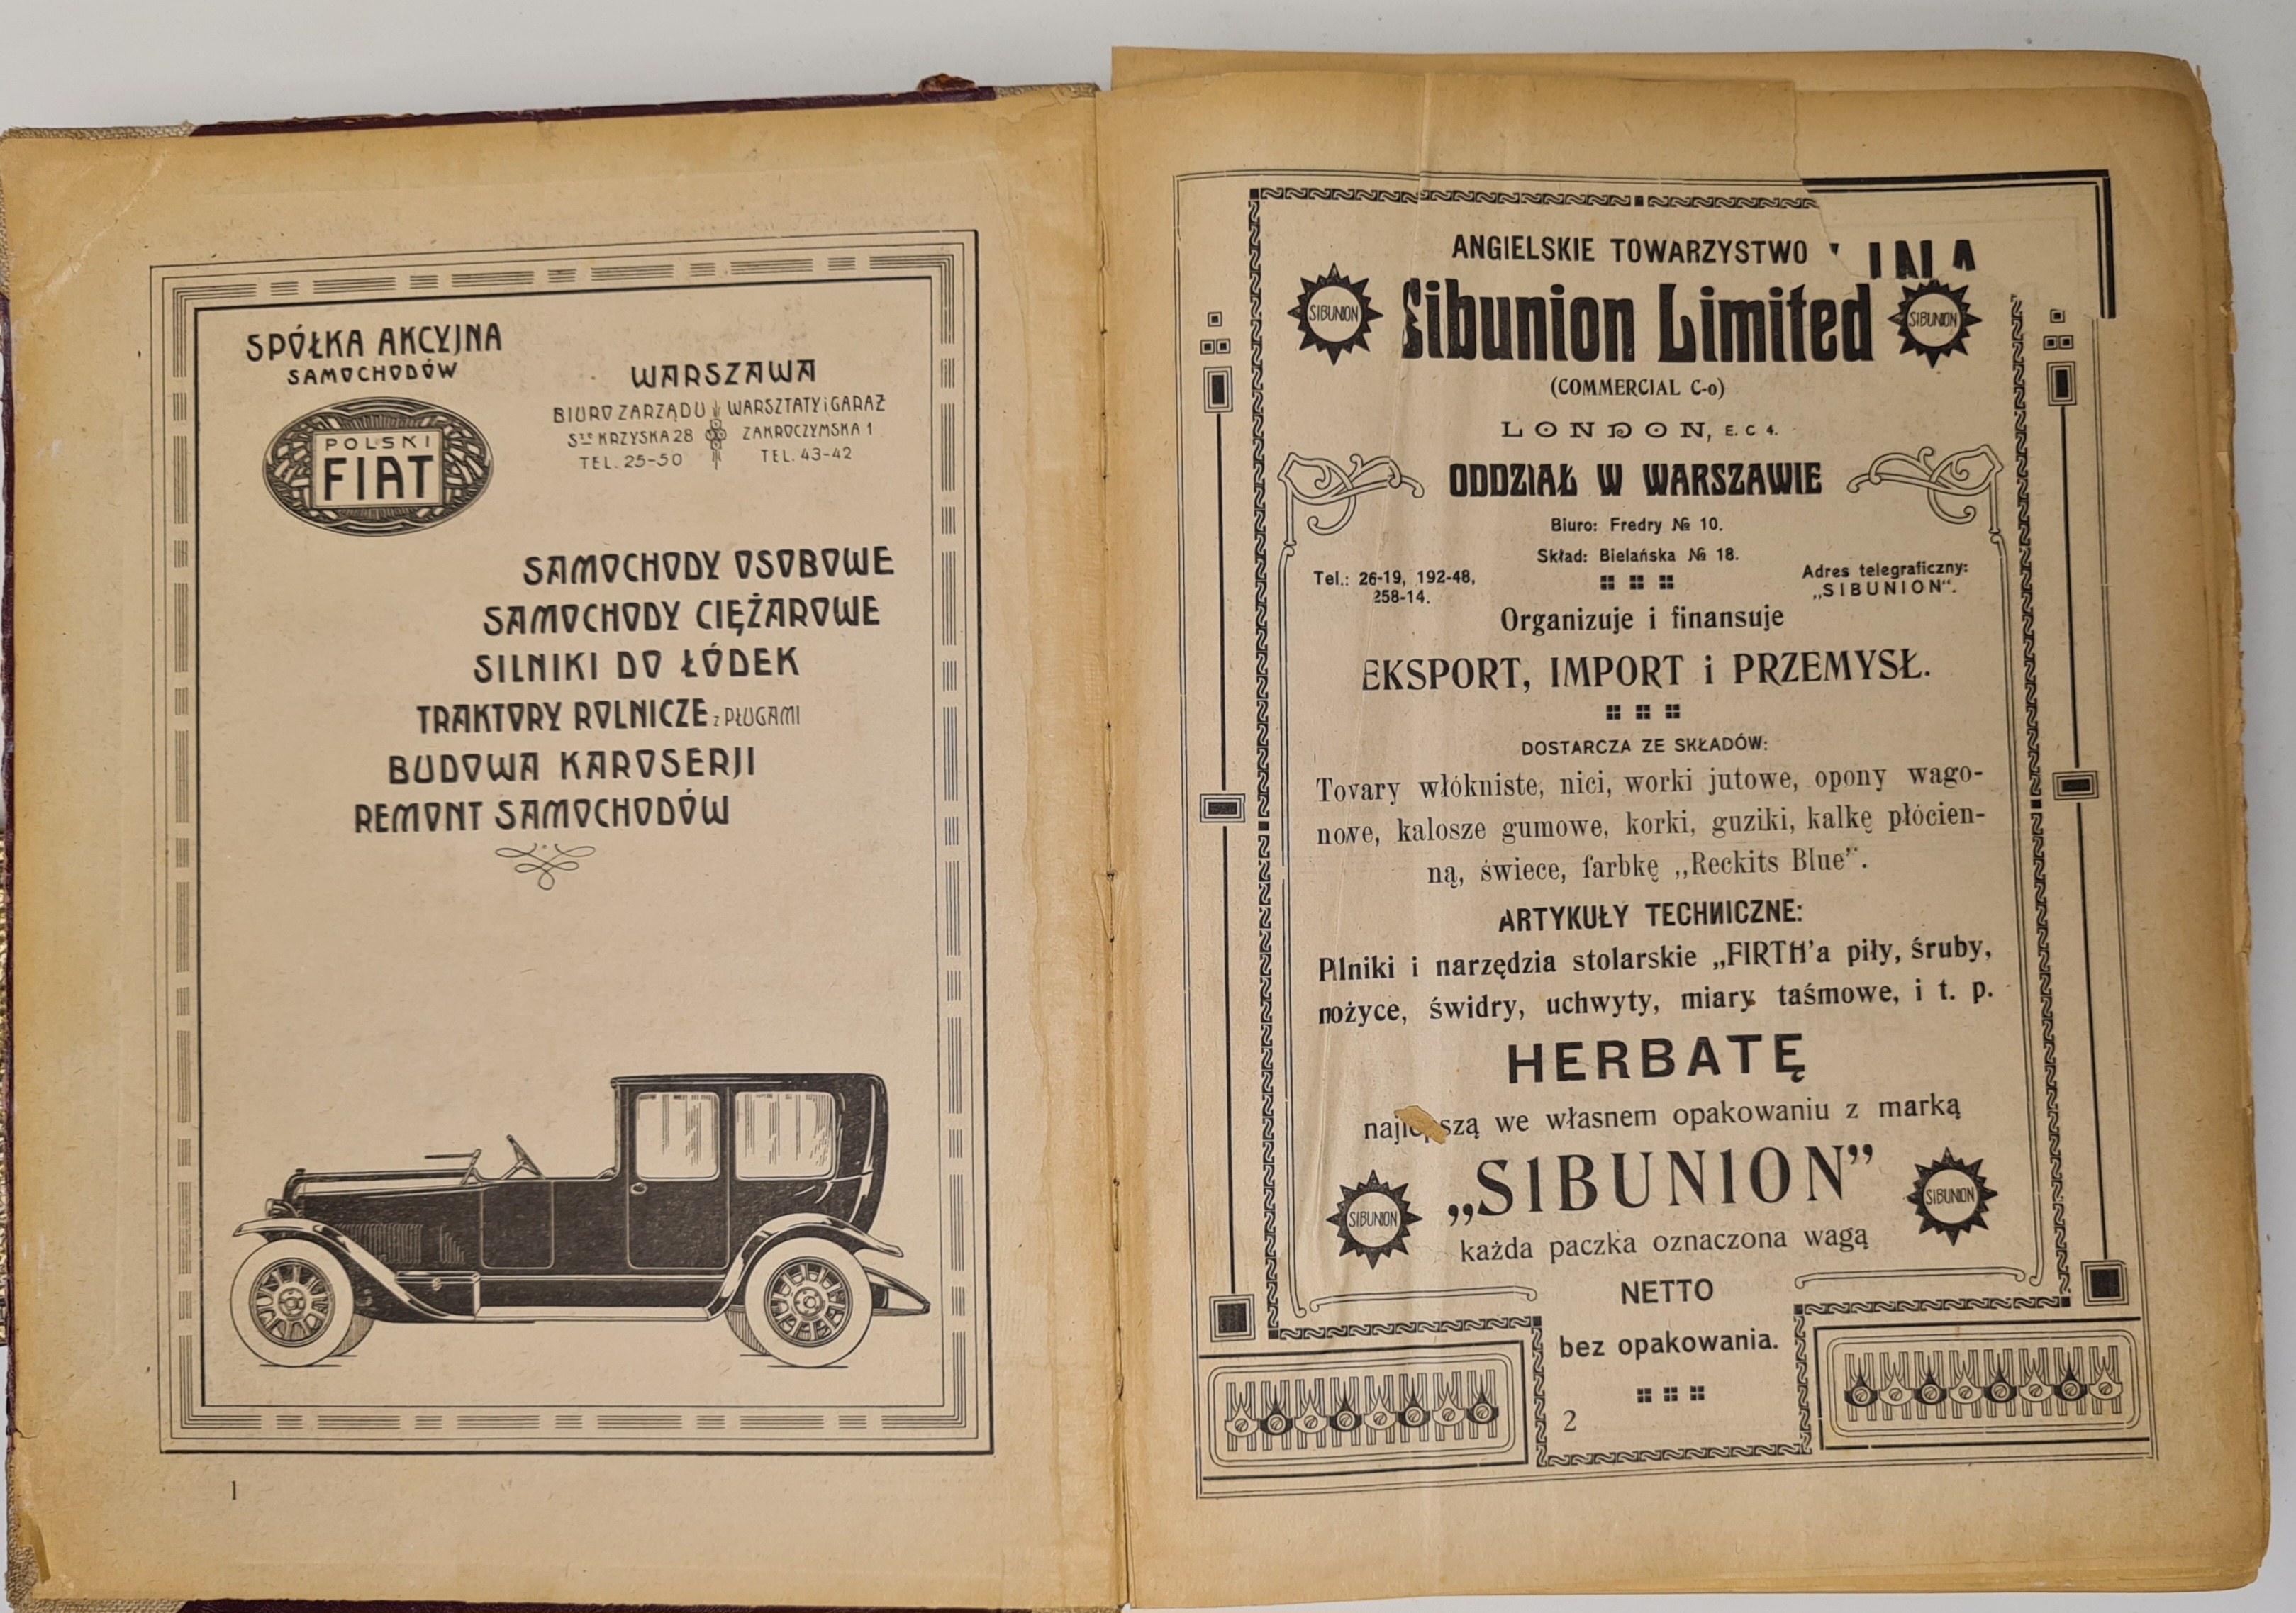 SPÓŁKA AKCYJNA
SAMOCHODÓW
POLSKI
FIAT
WARSZAWA
BIURO ZARZĄDU WARSZTATY i GARAŻ
STO KRZYSKA 28 ZAKROCZYMSKA 1
TEL. 25-50 TEL. 43-42
SAMOCHODY OSOBOWE
SAMOCHODY CIĘŻAROWE
SILNIKI DO ŁÓDEK
TRAKTORY ROLNICZE z PŁUGAMI
BUDOWA KAROSERJI
REMONT SAMOCHODÓW
1
ANGIELSKIE TOWARZYSTWO
SIBUNION Sibunion Limited SIBUNION
(COMMERCIAL C-o)
LONDON, E. C 4.
ODDZIAŁ W WARSZAWIE
Biuro: Fredry № 10.
Skład: Bielańska № 18.
Tel.: 26-19, 192-48,
258-14.
Adres telegraficzny:
„SIBUNION“.
Organizuje i finansuje
EKSPORT, IMPORT i PRZEMYSŁ.
DOSTARCZA ZE SKŁADÓW:
Tovary włókniste, nici, worki jutowe, opony wago-
nowe, kalosze gumowe, korki, guziki, kalkę płócien-
ną, świece, farbkę „Reckits Blue”.
ARTYKUŁY TECHNICZNE:
Pilniki i narzędzia stolarskie „FIRTH’a piły, śruby,
nożyce, świdry, uchwyty, miary taśmowe, i t. p.
HERBATĘ
we własnem opakowaniu z marką
„SIBUNION”
SIBUNION SIBUNION
każda paczka oznaczona wagą
NETTO
bez opakowania.
2